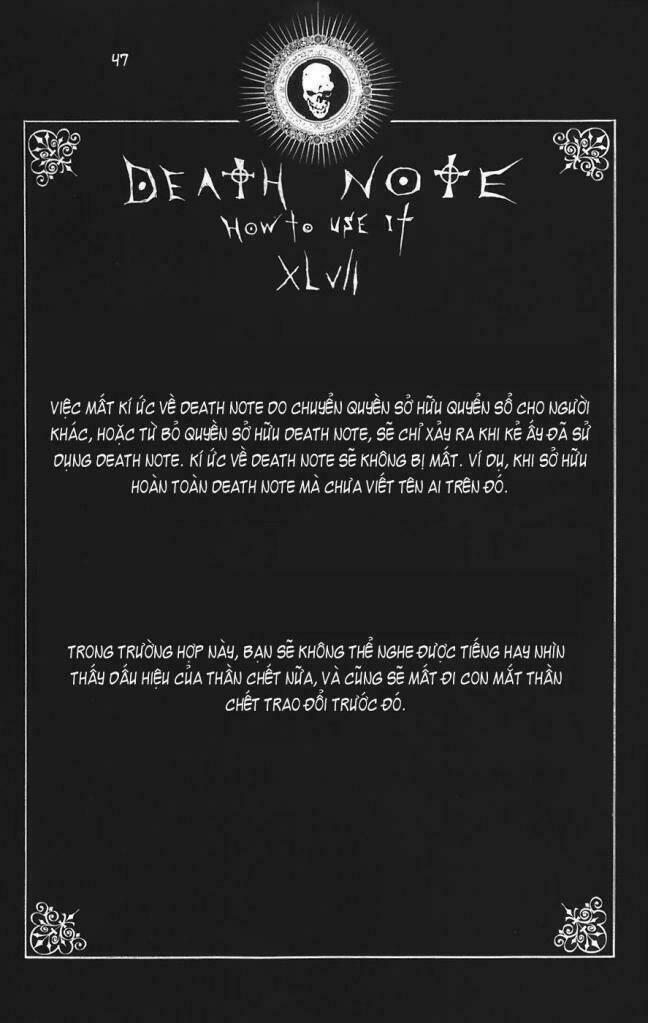 47
DEATH NOTE
HOW TO USE IT
XLVII
VIỆC MẤT KÍ ỨC VỀ DEATH NOTE DO CHUYỂN QUYỀN SỞ HỮU QUYỂN SỔ CHO NGƯỜI
KHÁC, HOẶC TỪ BỎ QUYỀN SỞ HỮU DEATH NOTE, SẼ CHỈ XẢY RA KHI KẺ ẤY ĐÃ SỬ
DỤNG DEATH NOTE. KÍ ỨC VỀ DEATH NOTE SẼ KHÔNG BỊ MẤT. VÍ DỤ, KHI SỞ HỮU
HOÀN TOÀN DEATH NOTE MÀ CHƯA VIẾT TÊN AI TRÊN ĐÓ.
TRONG TRƯỜNG HỢP NÀY, BẠN SẼ KHÔNG THỂ NGHE ĐƯỢC TIẾNG HAY NHÌN
THẤY DẤU HIỆU CỦA THẦN CHẾT NỮA, VÀ CŨNG SẼ MẤT ĐI CON MẮT THẦN
CHẾT TRAO ĐỔI TRƯỚC ĐÓ.